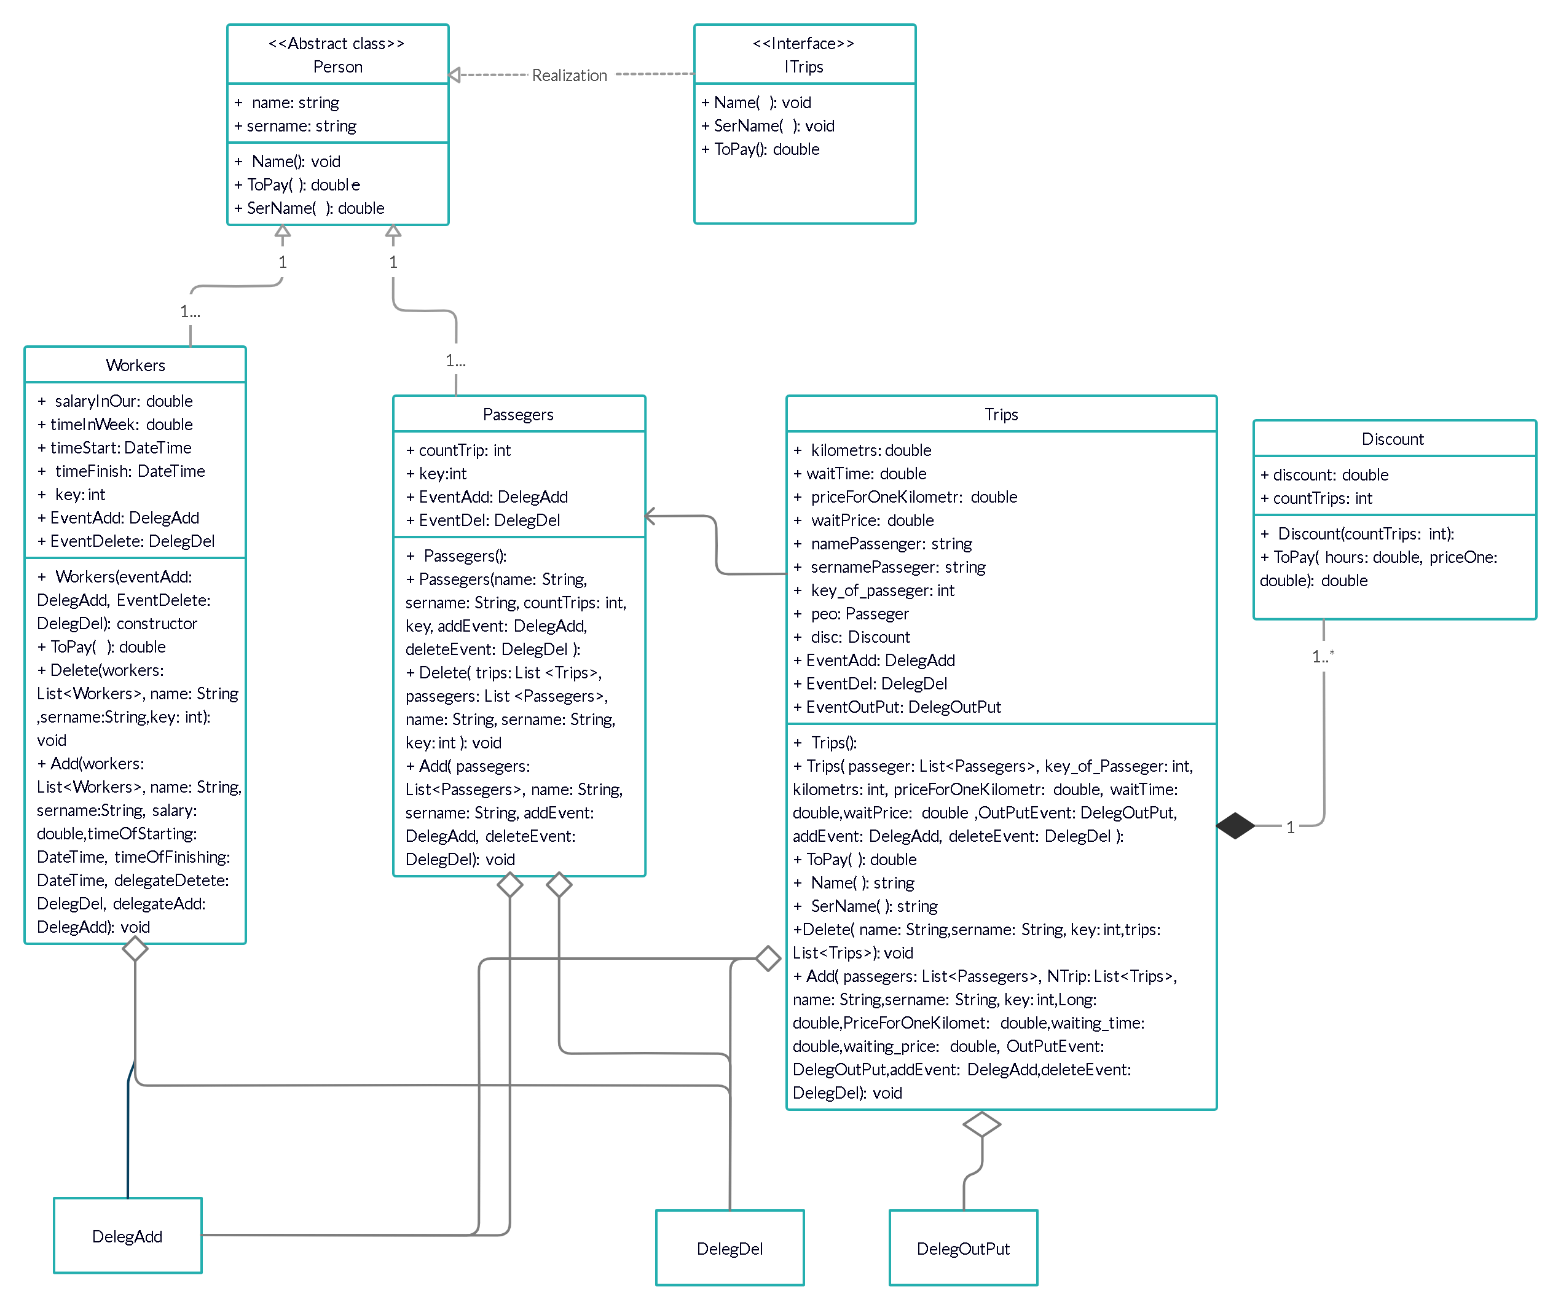 <<Abstract class>>
Person
+ name: string
+ sername: string
+ Name(): void
+ ToPay( ): double
+ SerName( ): double
Realization
<<Interface>>
ITrips
+ Name( ): void
+ SerName( ): void
+ ToPay(): double
1
1
1...
1...
Workers
+ salaryInOur: double
+ timeInWeek: double
+ timeStart: DateTime
+ timeFinish: DateTime
+ key: int
+ EventAdd: DelegAdd
+ EventDelete: DelegDel
+ Workers(eventAdd:
DelegAdd, EventDelete:
DelegDel): constructor
+ ToPay( ): double
+ Delete(workers:
List<Workers>, name: String
,sername:String,key: int):
void
+ Add(workers:
List<Workers>, name: String,
sername:String, salary:
double,timeOfStarting:
DateTime, timeOfFinishing:
DateTime, delegateDetete:
DelegDel, delegateAdd:
DelegAdd): void
Passegers
+ countTrip: int
+ key:int
+ EventAdd: DelegAdd
+ EventDel: DelegDel
+ Passegers():
+ Passegers(name: String,
sername: String, countTrips: int,
key, addEvent: DelegAdd,
deleteEvent: DelegDel ):
+ Delete( trips: List <Trips>,
passegers: List <Passegers>,
name: String, sername: String,
key: int ): void
+ Add( passegers:
List<Passegers>, name: String,
sername: String, addEvent:
DelegAdd, deleteEvent:
DelegDel): void
Trips
+ kilometrs: double
+ waitTime: double
+ priceForOneKilometr: double
+ waitPrice: double
+ namePassenger: string
+ sernamePasseger: string
+ key_of_passeger: int
+ peo: Passeger
+ disc: Discount
+ EventAdd: DelegAdd
+ EventDel: DelegDel
+ EventOutPut: DelegOutPut
+ Trips():
+ Trips( passeger: List<Passegers>, key_of_Passeger: int,
kilometrs: int, priceForOneKilometr: double, waitTime:
double,waitPrice: double ,OutPutEvent: DelegOutPut,
addEvent: DelegAdd, deleteEvent: DelegDel ):
+ ToPay( ): double
+ Name( ): string
+ SerName( ): string
+Delete( name: String,sername: String, key: int,trips:
List<Trips>): void
+ Add( passegers: List<Passegers>, NTrip: List<Trips>,
name: String,sername: String, key: int,Long:
double,PriceForOneKilomet: double,waiting_time:
double,waiting_price: double, OutPutEvent:
DelegOutPut,addEvent: DelegAdd,deleteEvent:
DelegDel): void
Discount
+ discount: double
+ countTrips: int
+ Discount(countTrips: int):
+ ToPay( hours: double, priceOne:
double): double
1..*
1
DelegAdd
DelegDel
DelegOutPut